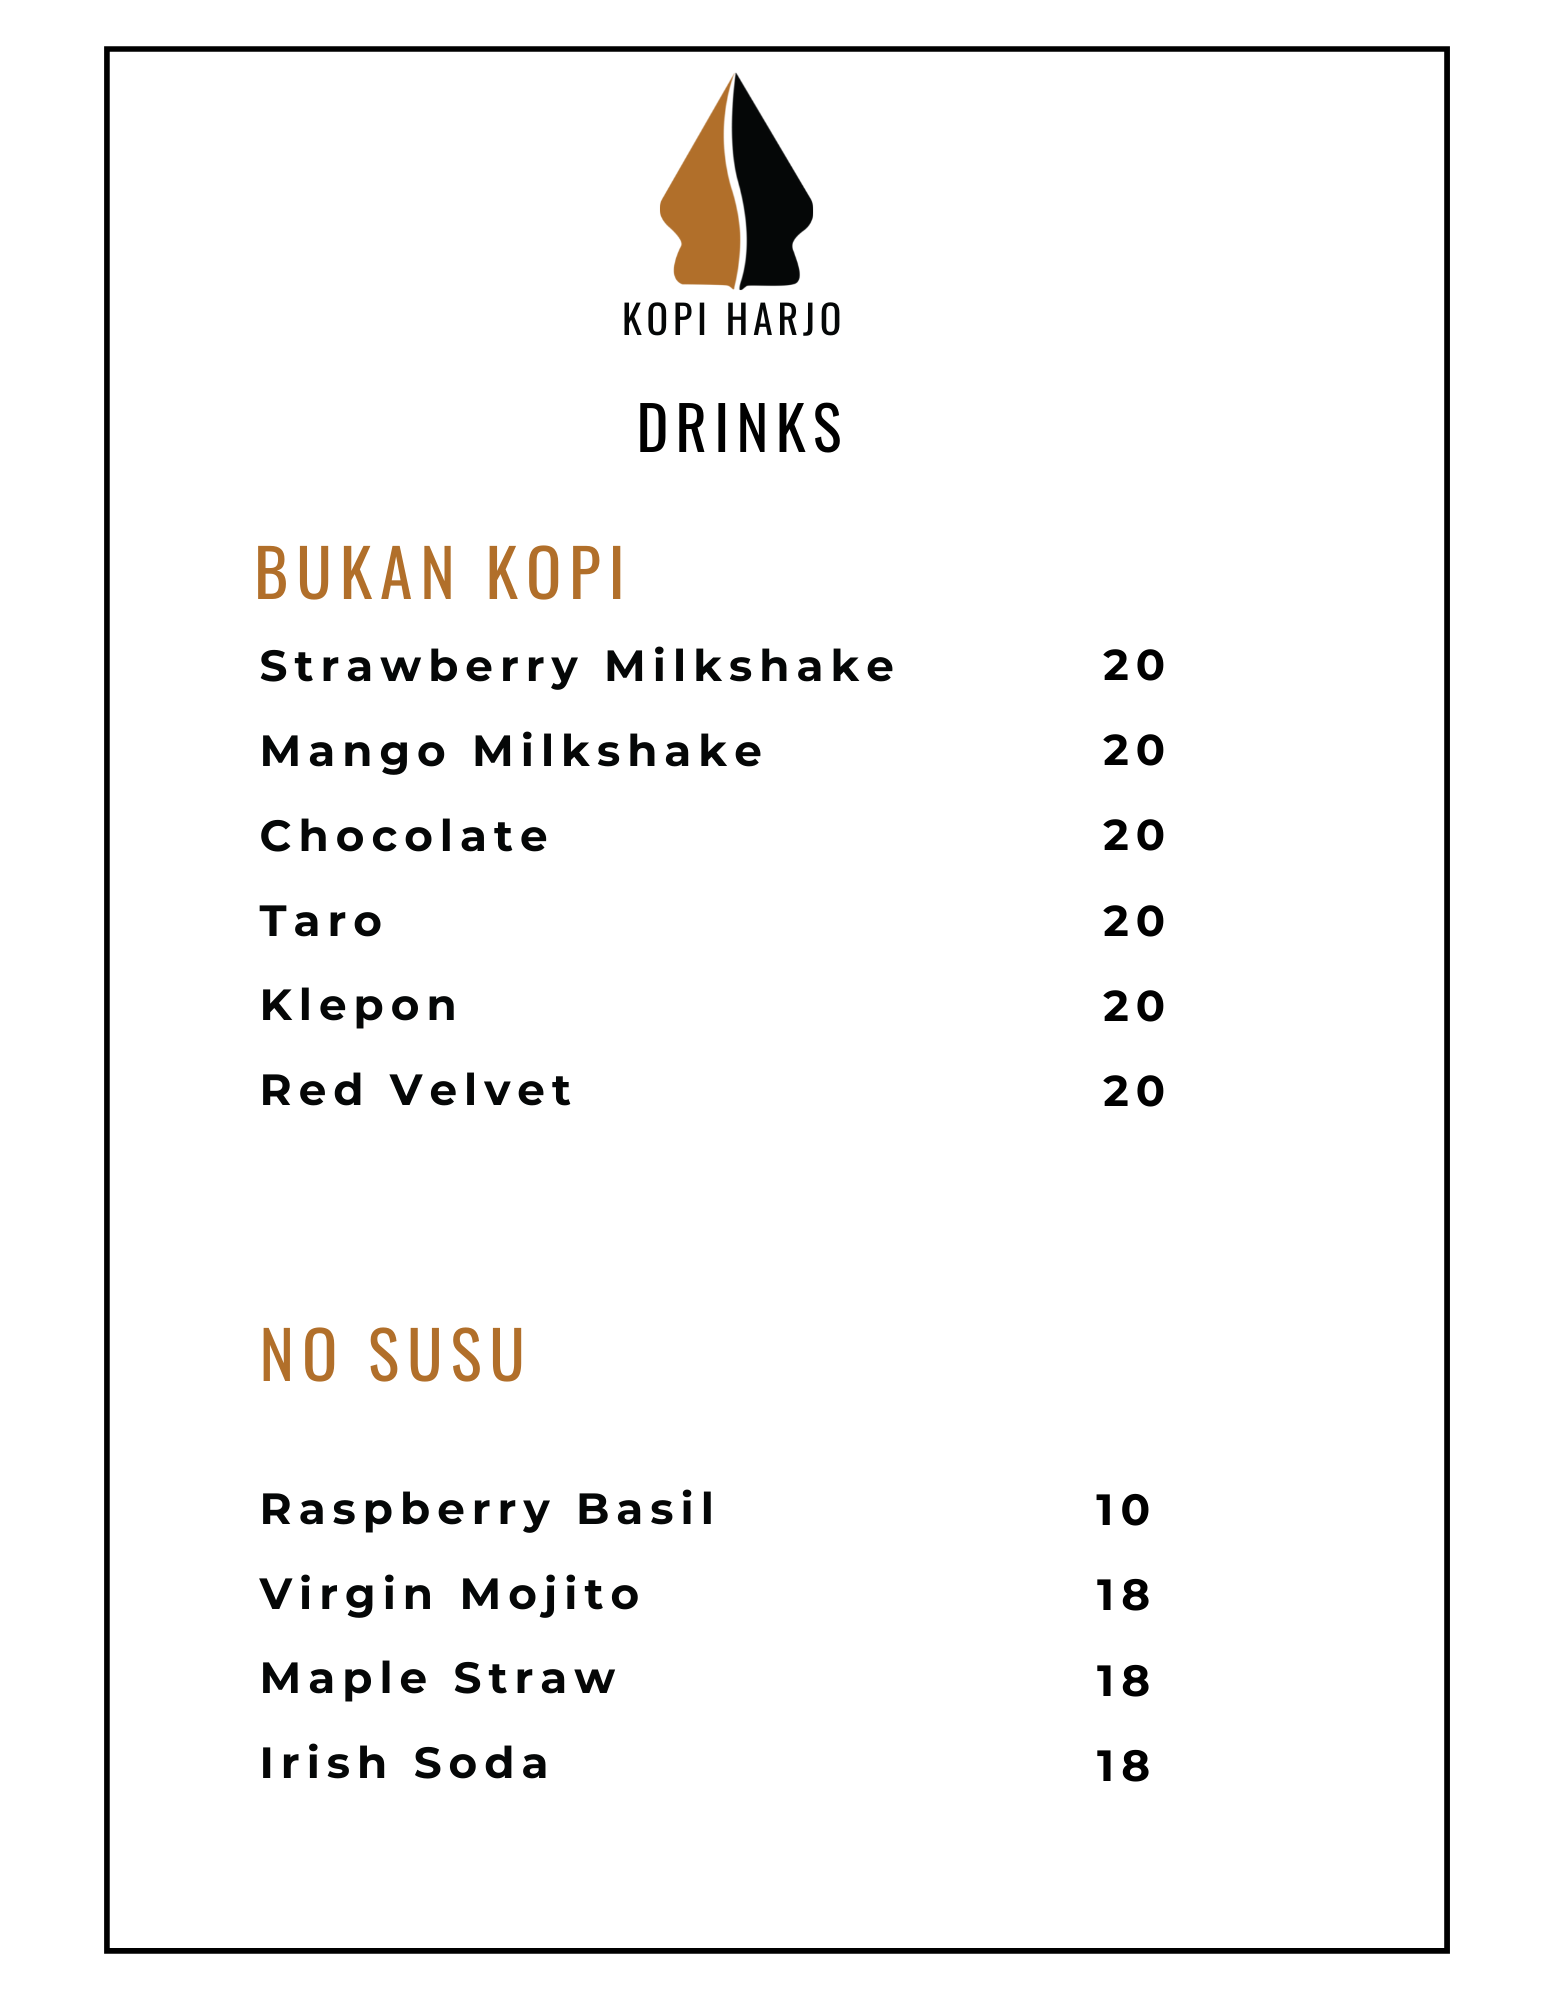 KOPI HARJO
DRINKS
BUKAN KOPI
Strawberry Milkshake 20
Mango Milkshake 20
Chocolate 20
Taro 20
Klepon 20
Red Velvet 20
NO SUSU
Raspberry Basil 10
Virgin Mojito 18
Maple Straw 18
Irish Soda 18